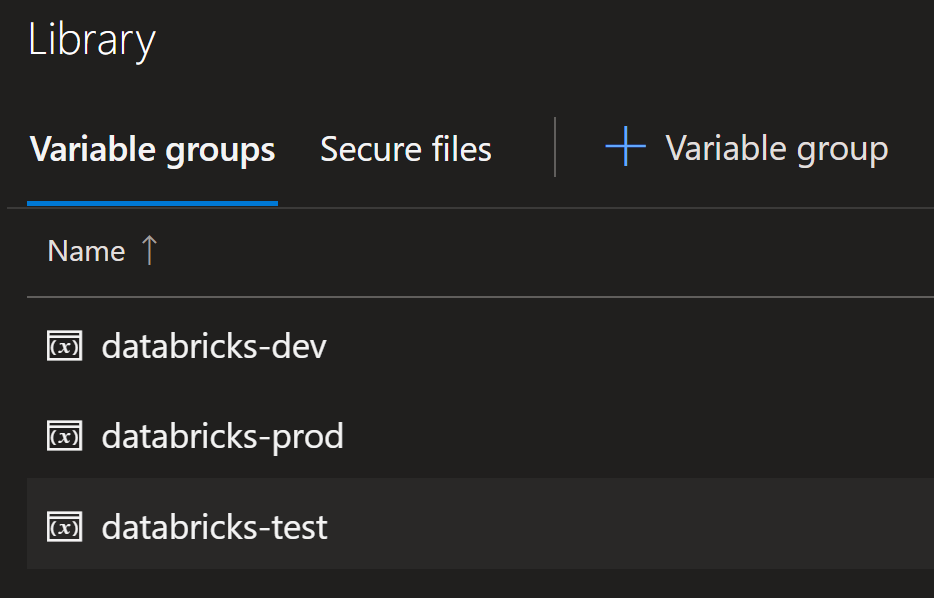 Library
Variable groups Secure files Variable group
Name ↑
(x) databricks-dev
(x) databricks-prod
(x) databricks-test